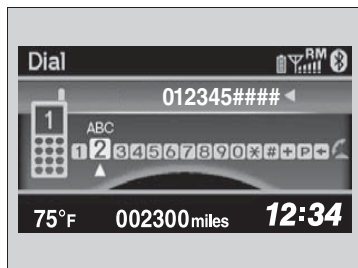 Dial RM
012345####
1 ABC
1 2 3 4 5 6 7 8 9 0 * # + P
75°F 002300 miles 12:34